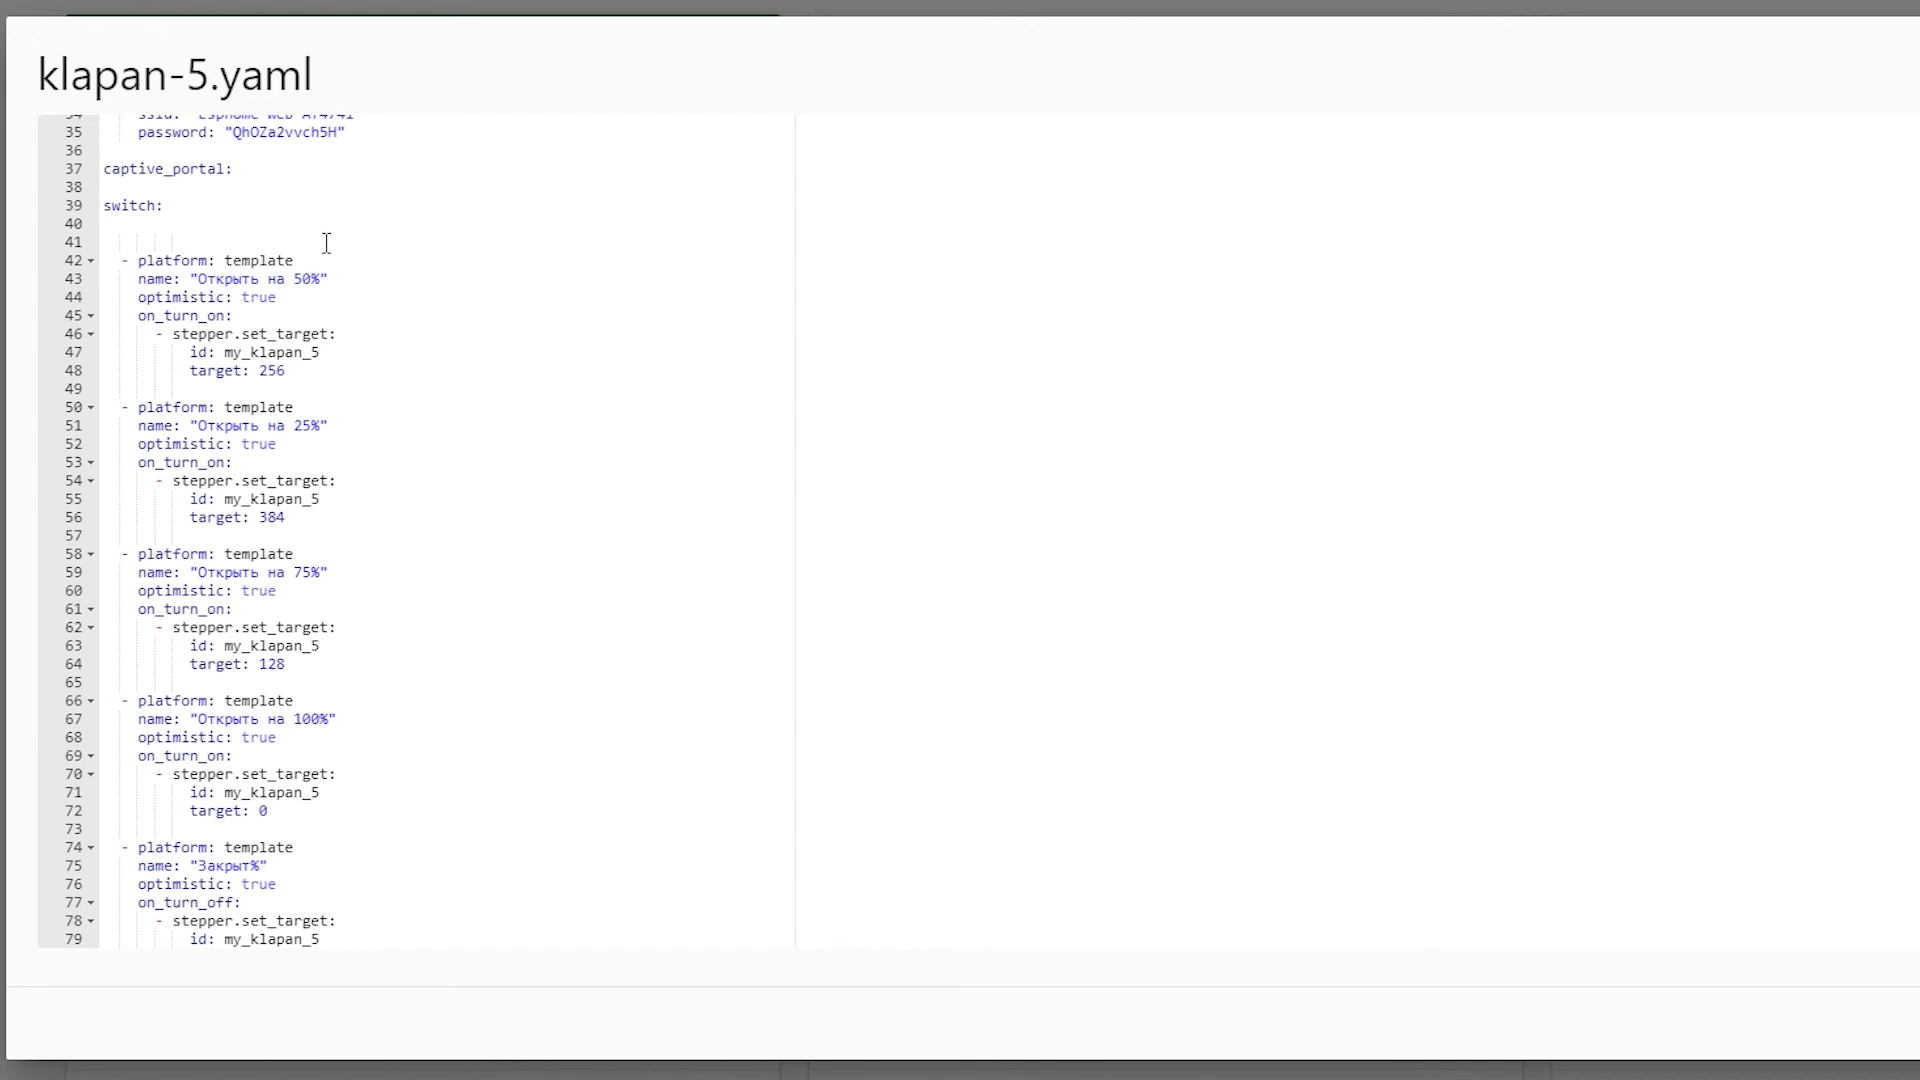 klapan-5.yaml
35 password: "QhOZa2vvch5H"
36
37 captive_portal:
38
39 switch:
40
41
42 - platform: template
43 name: "Открыть на 50%"
44 optimistic: true
45 on_turn_on:
46 - stepper.set_target:
47 id: my_klapan_5
48 target: 256
49
50 - platform: template
51 name: "Открыть на 25%"
52 optimistic: true
53 on_turn_on:
54 - stepper.set_target:
55 id: my_klapan_5
56 target: 384
57
58 - platform: template
59 name: "Открыть на 75%"
60 optimistic: true
61 on_turn_on:
62 - stepper.set_target:
63 id: my_klapan_5
64 target: 128
65
66 - platform: template
67 name: "Открыть на 100%"
68 optimistic: true
69 on_turn_on:
70 - stepper.set_target:
71 id: my_klapan_5
72 target: 0
73
74 - platform: template
75 name: "Закрыт%"
76 optimistic: true
77 on_turn_off:
78 - stepper.set_target:
79 id: my_klapan_5